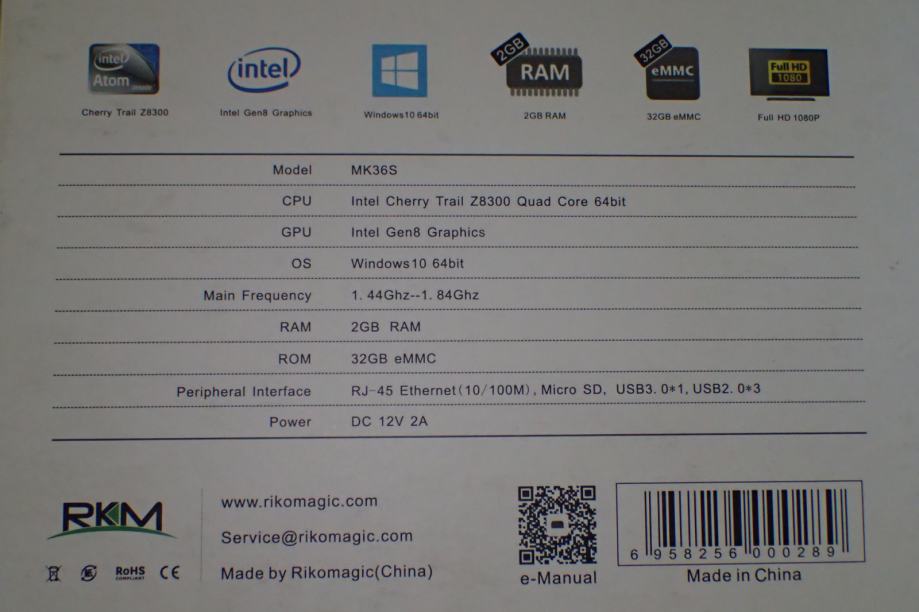 intel
Atom
inside
Cherry Trail Z8300
intel
Intel Gen8 Graphics
Windows10 64bit
2GB
RAM
2GB RAM
32GB
eMMC
32GB eMMC
Full HD
1080
Full HD 1080P
Model MK36S
CPU Intel Cherry Trail Z8300 Quad Core 64bit
GPU Intel Gen8 Graphics
OS Windows10 64bit
Main Frequency 1. 44Ghz--1. 84Ghz
RAM 2GB RAM
ROM 32GB eMMC
Peripheral Interface RJ-45 Ethernet(10/100M), Micro SD, USB3. 0*1, USB2. 0*3
Power DC 12V 2A
RKM
www.rikomagic.com
Service@rikomagic.com
Made by Rikomagic(China)
RoHS
COMPLIANT
CE
e-Manual
6 958256 000289
Made in China